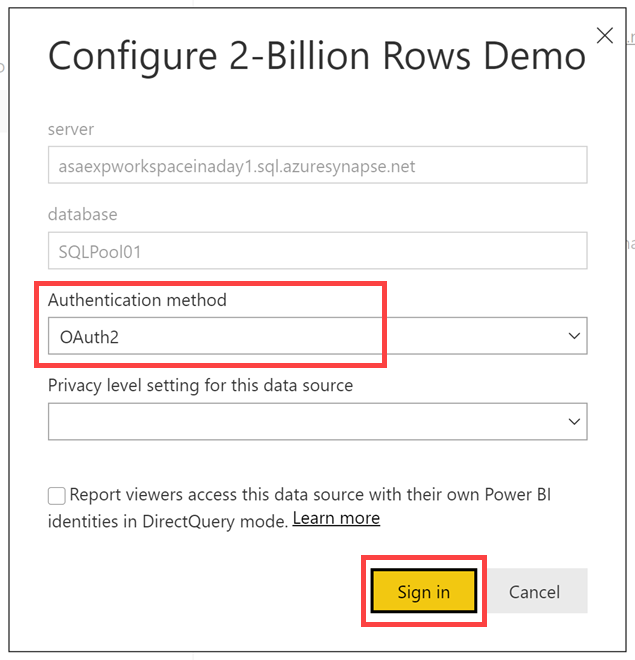 Configure 2-Billion Rows Demo
server
asaexpworkspaceinaday1.sql.azuresynapse.net
database
SQLPool01
Authentication method
OAuth2
Privacy level setting for this data source
Report viewers access this data source with their own Power BI
identities in DirectQuery mode. Learn more
Sign in Cancel